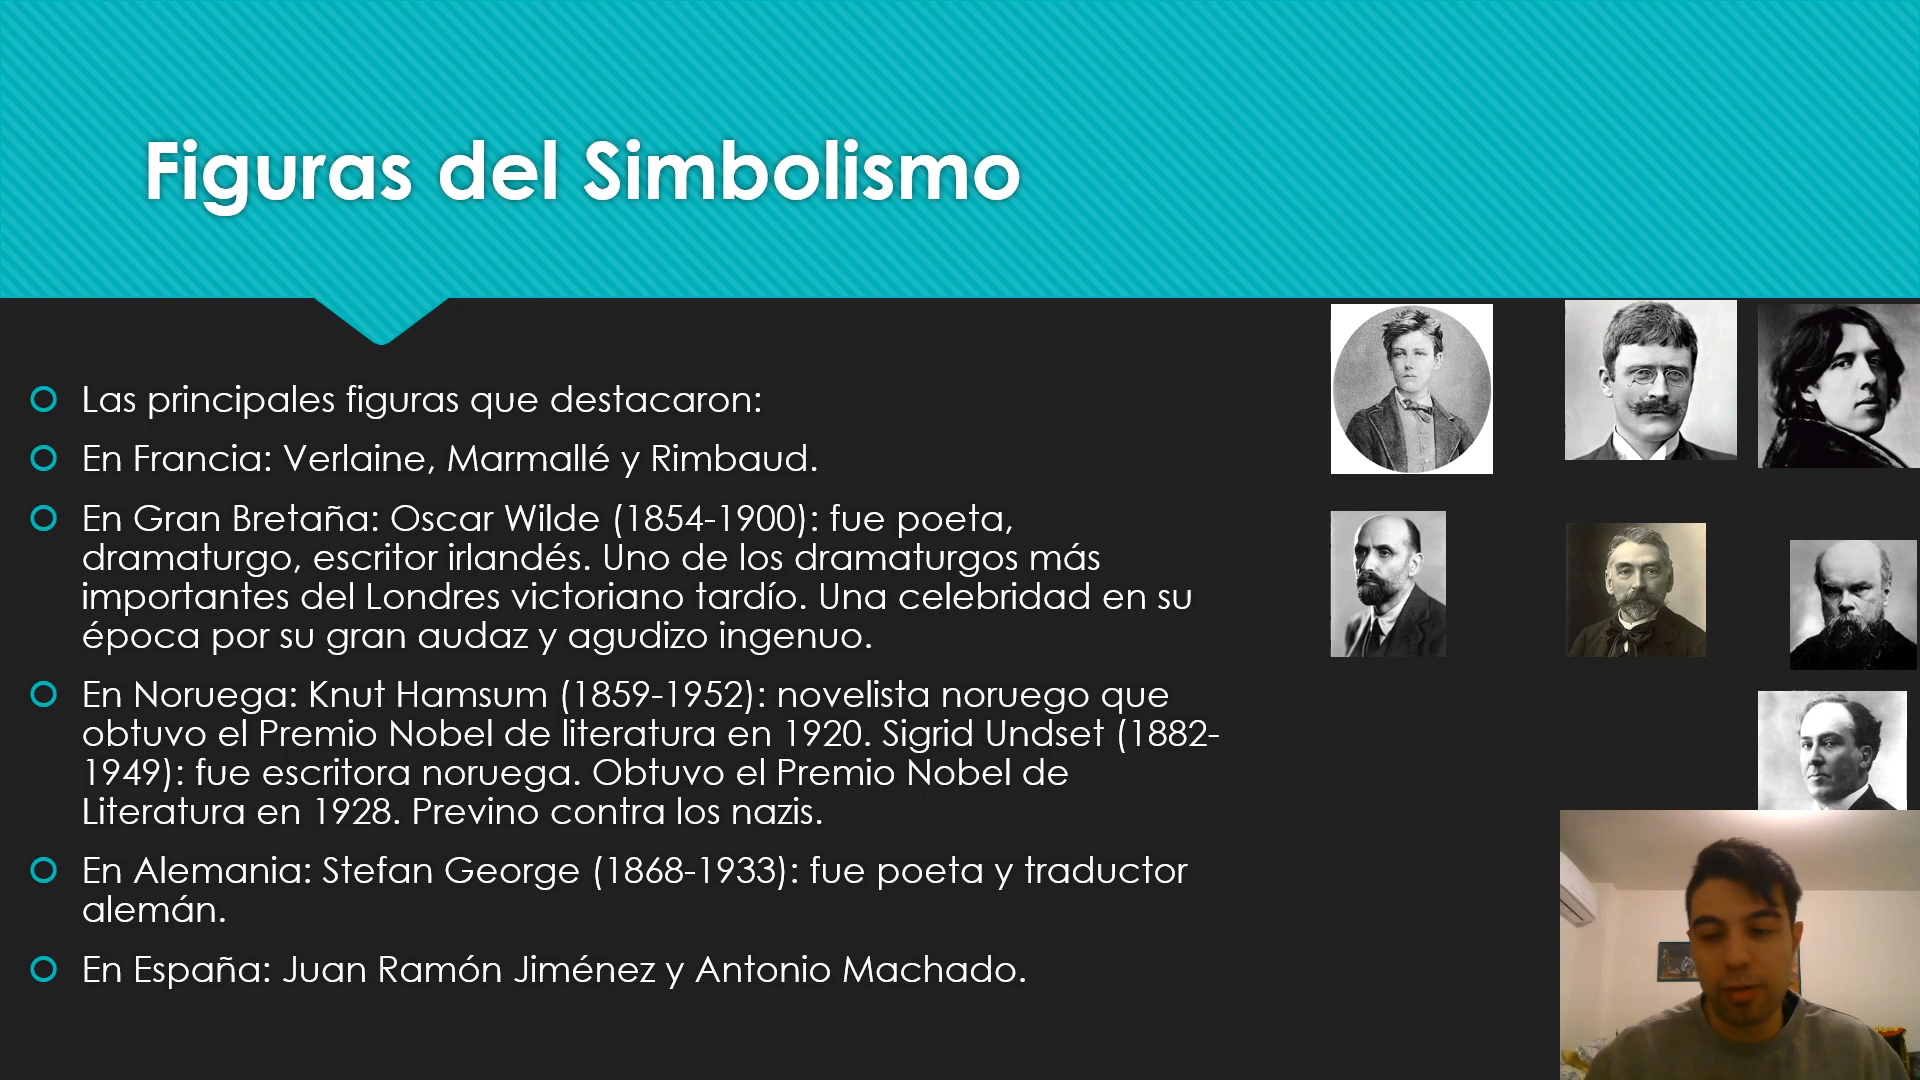 Figuras del Simbolismo
Las principales figuras que destacaron:
En Francia: Verlaine, Marmallé y Rimbaud.
En Gran Bretaña: Oscar Wilde (1854-1900): fue poeta,
dramaturgo, escritor irlandés. Uno de los dramaturgos más
importantes del Londres victoriano tardío. Una celebridad en su
época por su gran audaz y agudizo ingenuo.
En Noruega: Knut Hamsum (1859-1952): novelista noruego que
obtuvo el Premio Nobel de literatura en 1920. Sigrid Undset (1882-
1949): fue escritora noruega. Obtuvo el Premio Nobel de
Literatura en 1928. Previno contra los nazis.
En Alemania: Stefan George (1868-1933): fue poeta y traductor
alemán.
En España: Juan Ramón Jiménez y Antonio Machado.